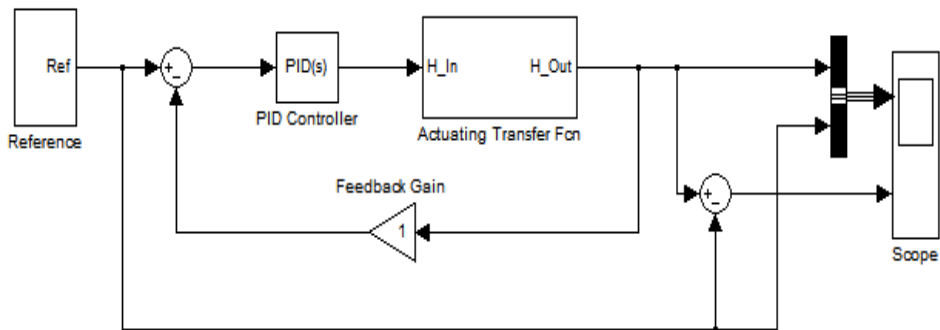 Ref
Reference
+
-
PID(s)
PID Controller
H_In
H_Out
Actuating Transfer Fcn
Feedback Gain
1
+
-
Scope